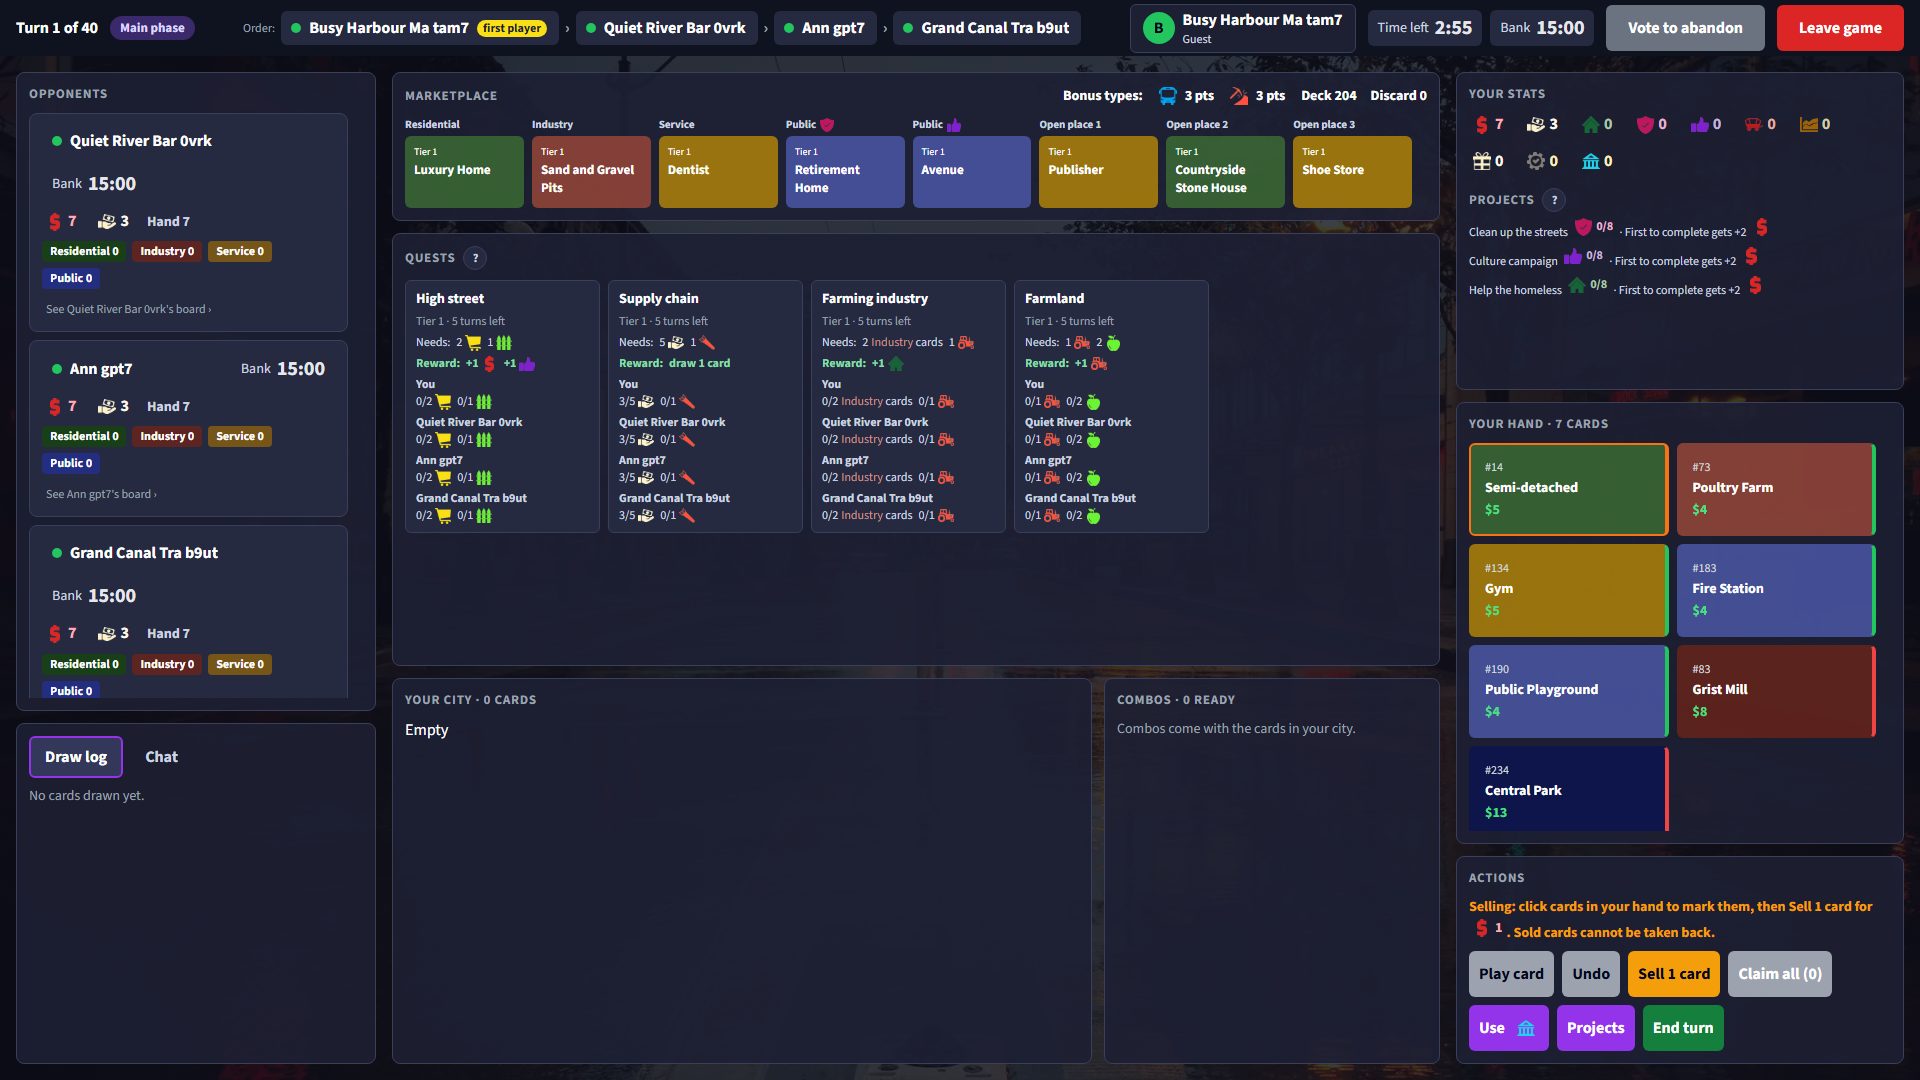 Turn 1 of 40
Main phase
Order:
Busy Harbour Ma tam7
first player
›
Quiet River Bar 0vrk
›
Ann gpt7
›
Grand Canal Tra b9ut
B
Busy Harbour Ma tam7
Guest
Time left 2:55
Bank 15:00
Vote to abandon
Leave game
OPPONENTS
Quiet River Bar 0vrk
Bank 15:00
7 3 Hand 7
Residential 0 Industry 0 Service 0
Public 0
See Quiet River Bar 0vrk's board ›
Ann gpt7
Bank 15:00
7 3 Hand 7
Residential 0 Industry 0 Service 0
Public 0
See Ann gpt7's board ›
Grand Canal Tra b9ut
Bank 15:00
7 3 Hand 7
Residential 0 Industry 0 Service 0
Public 0
Draw log
Chat
No cards drawn yet.
MARKETPLACE
Bonus types: 3 pts 3 pts Deck 204 Discard 0
Residential
Tier 1
Luxury Home
Industry
Tier 1
Sand and Gravel
Pits
Service
Tier 1
Dentist
Public
Tier 1
Retirement
Home
Public
Tier 1
Avenue
Open place 1
Tier 1
Publisher
Open place 2
Tier 1
Countryside
Stone House
Open place 3
Tier 1
Shoe Store
QUESTS ?
High street
Tier 1 · 5 turns left
Needs: 2 1
Reward: +1 +1
You
0/2 0/1
Quiet River Bar 0vrk
0/2 0/1
Ann gpt7
0/2 0/1
Grand Canal Tra b9ut
0/2 0/1
Supply chain
Tier 1 · 5 turns left
Needs: 5 1
Reward: draw 1 card
You
3/5 0/1
Quiet River Bar 0vrk
3/5 0/1
Ann gpt7
3/5 0/1
Grand Canal Tra b9ut
3/5 0/1
Farming industry
Tier 1 · 5 turns left
Needs: 2 Industry cards 1
Reward: +1
You
0/2 Industry cards 0/1
Quiet River Bar 0vrk
0/2 Industry cards 0/1
Ann gpt7
0/2 Industry cards 0/1
Grand Canal Tra b9ut
0/2 Industry cards 0/1
Farmland
Tier 1 · 5 turns left
Needs: 1 2
Reward: +1
You
0/1 0/2
Quiet River Bar 0vrk
0/1 0/2
Ann gpt7
0/1 0/2
Grand Canal Tra b9ut
0/1 0/2
YOUR CITY · 0 CARDS
Empty
COMBOS · 0 READY
Combos come with the cards in your city.
YOUR STATS
7 3 0 0 0 0 0
0 0 0
PROJECTS ?
Clean up the streets 0/8 · First to complete gets +2
Culture campaign 0/8 · First to complete gets +2
Help the homeless 0/8 · First to complete gets +2
YOUR HAND · 7 CARDS
#14
Semi-detached
$5
#73
Poultry Farm
$4
#134
Gym
$5
#183
Fire Station
$4
#190
Public Playground
$4
#83
Grist Mill
$8
#234
Central Park
$13
ACTIONS
Selling: click cards in your hand to mark them, then Sell 1 card for
1 . Sold cards cannot be taken back.
Play card
Undo
Sell 1 card
Claim all (0)
Use
Projects
End turn